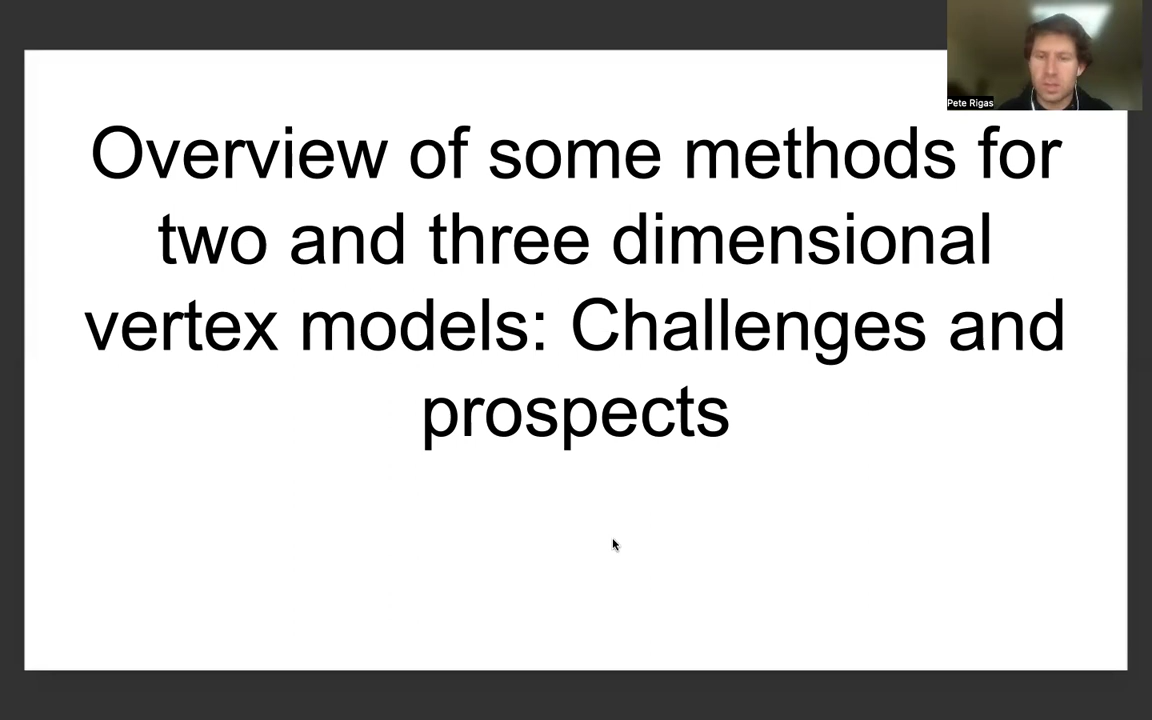 Pete Rigas
Overview of some methods for
two and three dimensional
vertex models: Challenges and
prospects